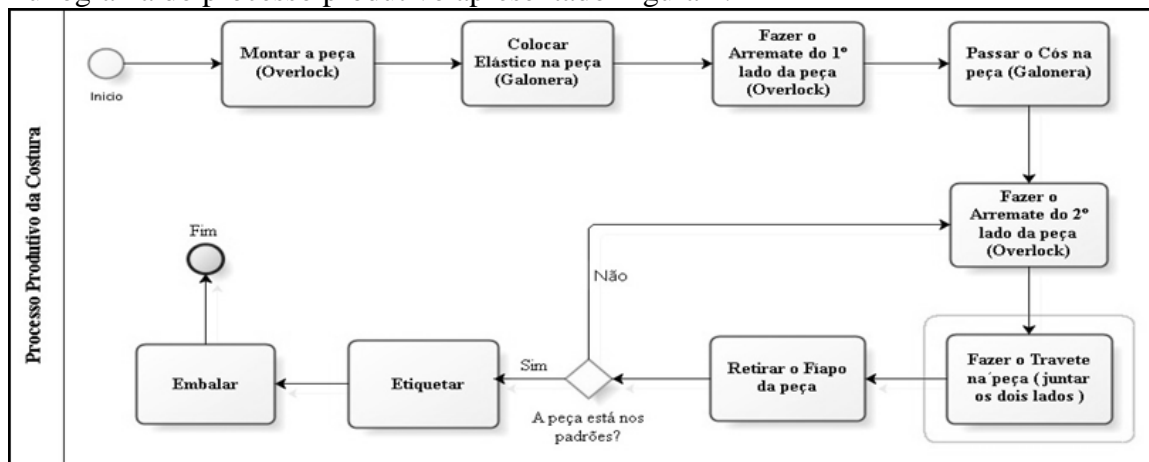 Processo Produtivo da Costura
Inicio
Montar a peça
(Overlock)
Colocar
Elástico na peça
(Galonera)
Fazer o
Arremate do 1º
lado da peça
(Overlock)
Passar o Cós na
peça (Galonera)
Fazer o
Arremate do 2º
lado da peça
(Overlock)
Fazer o Travete
na peça ( juntar
os dois lados )
Retirar o Fiapo
da peça
A peça está nos
padrões?
Não
Sim
Etiquetar
Embalar
Fim